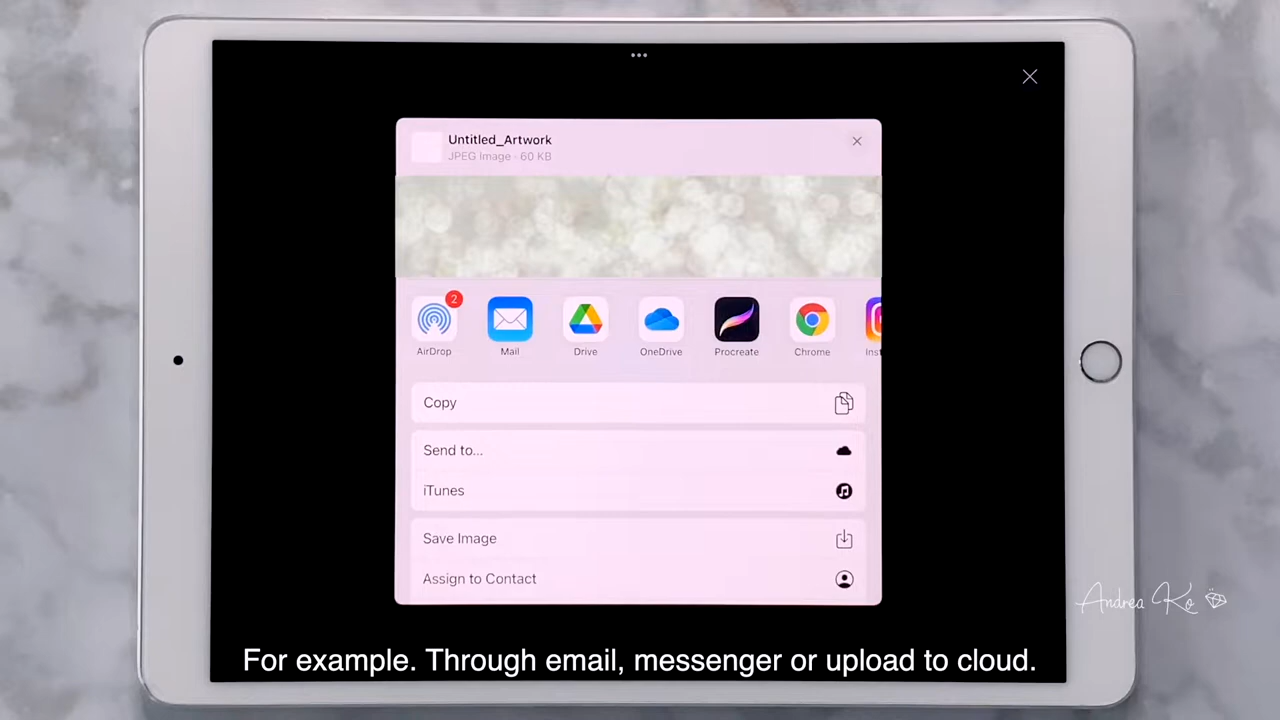 Untitled_Artwork
JPEG Image · 60 KB
2
AirDrop
Mail
Drive
OneDrive
Procreate
Chrome
Inst
Copy
Send to...
iTunes
Save Image
Assign to Contact
Andrea Ko
For example. Through email, messenger or upload to cloud.